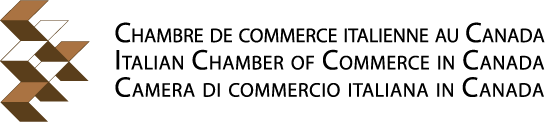 Chambre de commerce italienne au Canada
Italian Chamber of Commerce in Canada
Camera di commercio italiana in Canada